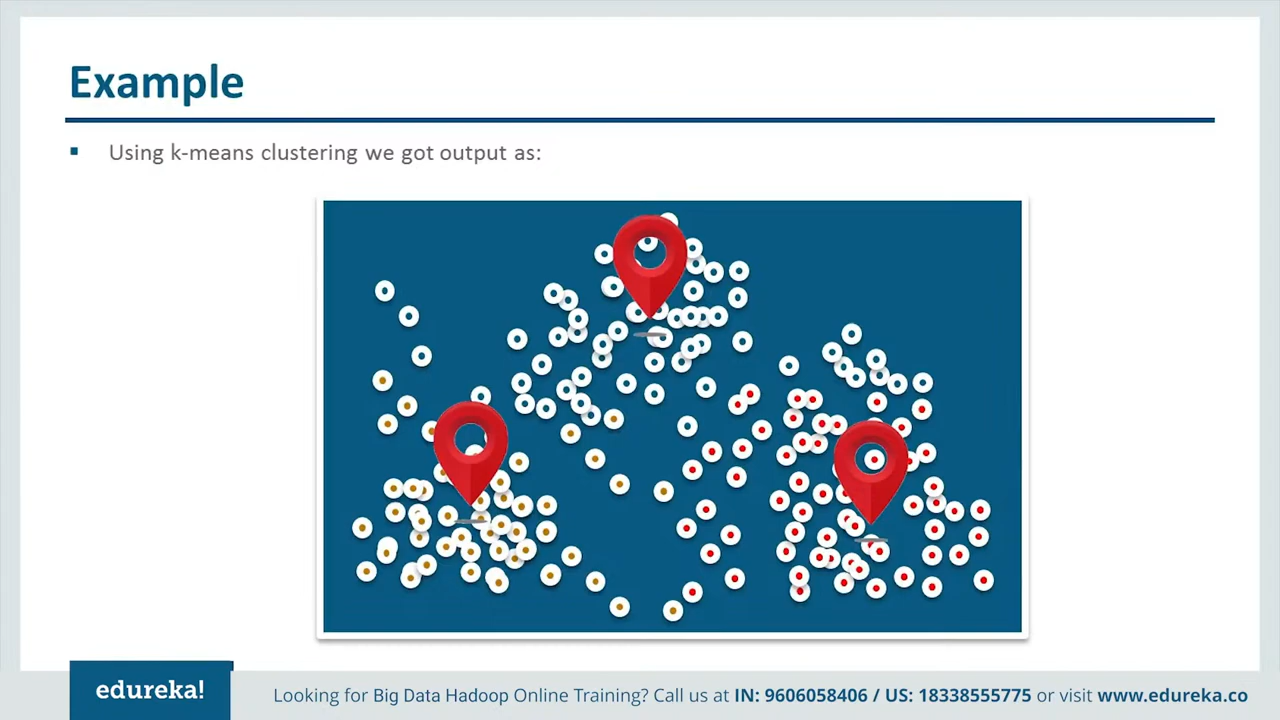 Example
▪ Using k-means clustering we got output as:
edureka!
Looking for Big Data Hadoop Online Training? Call us at IN: 9606058406 / US: 18338555775 or visit www.edureka.co